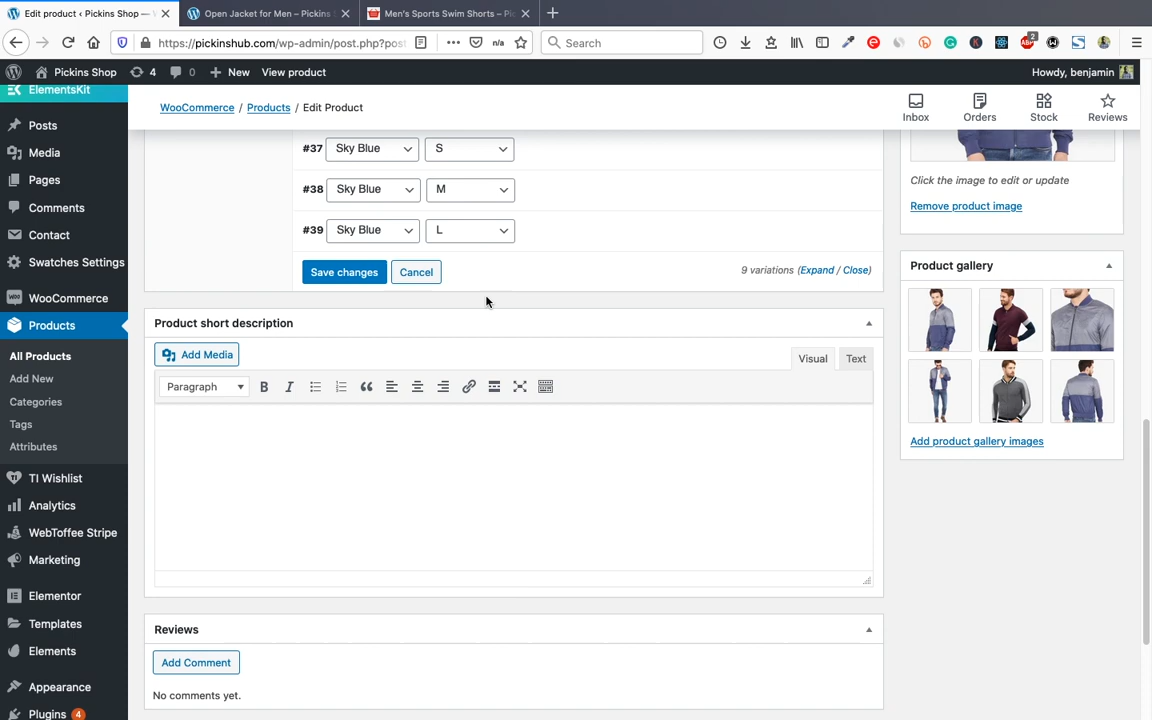 Edit product ‹ Pickins Shop —
Open Jacket for Men – Pickins
Men's Sports Swim Shorts – Pi
https://pickinshub.com/wp-admin/post.php?post
Search
2
Pickins Shop
4
0
New
View product
Howdy, benjamin
ElementsKit
Posts
Media
Pages
Comments
Contact
Swatches Settings
WooCommerce
Products
All Products
Add New
Categories
Tags
Attributes
TI Wishlist
Analytics
WebToffee Stripe
Marketing
Elementor
Templates
Elements
Appearance
Plugins 4
WooCommerce / Products / Edit Product
Inbox
Orders
Stock
Reviews
#37 Sky Blue S
#38 Sky Blue M
#39 Sky Blue L
Save changes Cancel
9 variations (Expand / Close)
Product short description
Add Media
Visual Text
Paragraph
B I
Reviews
Add Comment
No comments yet.
Click the image to edit or update
Remove product image
Product gallery
Add product gallery images